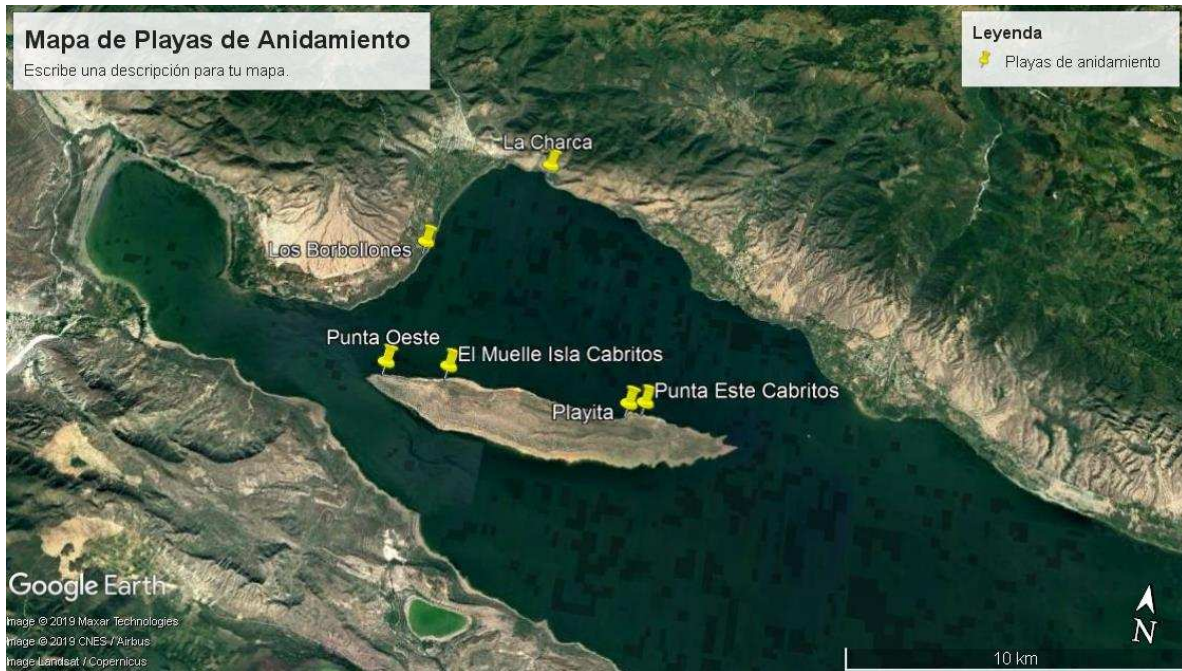 Mapa de Playas de Anidamiento
Escribe una descripción para tu mapa.
Leyenda
Playas de anidamiento
La Charca
Los Borbollones
Punta Oeste
El Muelle Isla Cabritos
Punta Este Cabritos
Playita
Google Earth
Image © 2019 Maxar Technologies
Image © 2019 CNES / Airbus
Image Landsat / Copernicus
N
10 km